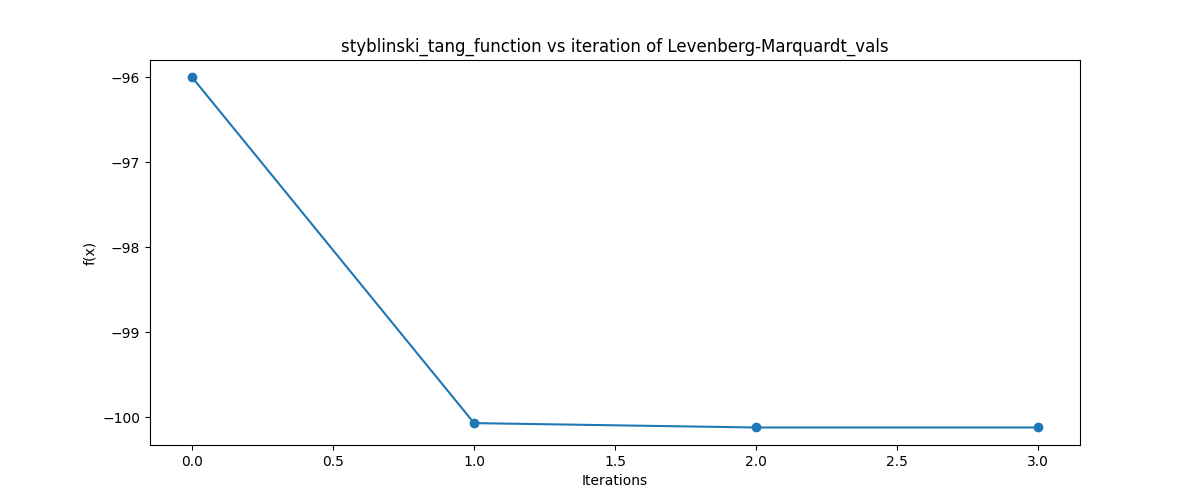 styblinski_tang_function vs iteration of Levenberg-Marquardt_vals
f(x)
−96
−97
−98
−99
−100
0.0 0.5 1.0 1.5 2.0 2.5 3.0
Iterations